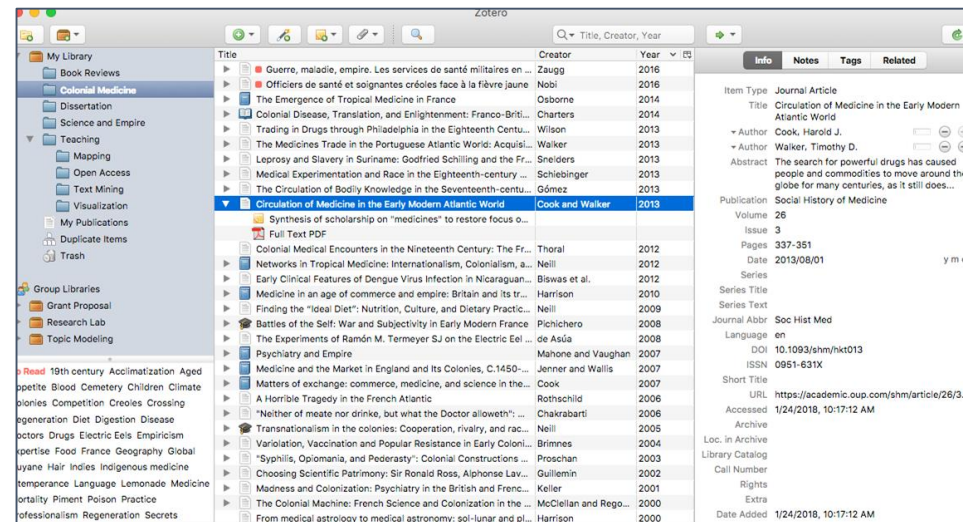 Zotero
Title, Creator, Year
My Library
Book Reviews
Colonial Medicine
Dissertation
Science and Empire
Teaching
Mapping
Open Access
Text Mining
Visualization
My Publications
Duplicate Items
Trash
Group Libraries
Grant Proposal
Research Lab
Topic Modeling
Read 19th century Acclimatization Aged
Blood Cemetery Children Climate
Competition Creoles Crossing
Diet Digestion Disease
Drugs Electric Eels Empiricism
Food France Geography Global
Hair Indies Indigenous medicine
Language Lemonade Medicine
Piment Poison Practice
Regeneration Secrets
Title Creator Year
Guerre, maladie, empire. Les services de santé militaires en ... Zaugg 2016
Officiers de santé et soignantes créoles face à la fièvre jaune Nobi 2016
The Emergence of Tropical Medicine in France Osborne 2014
Colonial Disease, Translation, and Enlightenment: Franco-Briti... Charters 2014
Trading in Drugs through Philadelphia in the Eighteenth Centu... Wilson 2013
The Medicines Trade in the Portuguese Atlantic World: Acquisi... Walker 2013
Leprosy and Slavery in Suriname: Godfried Schilling and the Fr... Snelders 2013
Medical Experimentation and Race in the Eighteenth-century ... Schiebinger 2013
The Circulation of Bodily Knowledge in the Seventeenth-centu... Gómez 2013
Circulation of Medicine in the Early Modern Atlantic World Cook and Walker 2013
Synthesis of scholarship on "medicines" to restore focus o...
Full Text PDF
Colonial Medical Encounters in the Nineteenth Century: The Fr... Thoral 2012
Networks in Tropical Medicine: Internationalism, Colonialism, a... Neill 2012
Early Clinical Features of Dengue Virus Infection in Nicaraguan... Biswas et al. 2012
Medicine in an age of commerce and empire: Britain and its tr... Harrison 2010
Finding the "Ideal Diet": Nutrition, Culture, and Dietary Practic... Neill 2009
Battles of the Self: War and Subjectivity in Early Modern France Pichichero 2008
The Experiments of Ramón M. Termeyer SJ on the Electric Eel ... de Asúa 2008
Psychiatry and Empire Mahone and Vaughan 2007
Medicine and the Market in England and Its Colonies, C.1450-... Jenner and Wallis 2007
Matters of exchange: commerce, medicine, and science in the... Cook 2007
A Horrible Tragedy in the French Atlantic Rothschild 2006
"Neither of meate nor drinke, but what the Doctor alloweth": ... Chakrabarti 2006
Transnationalism in the colonies: Cooperation, rivalry, and rac... Neill 2005
Variolation, Vaccination and Popular Resistance in Early Coloni... Brimnes 2004
"Syphilis, Opiomania, and Pederasty": Colonial Constructions ... Proschan 2003
Choosing Scientific Patrimony: Sir Ronald Ross, Alphonse Lav... Guillemin 2002
Madness and Colonization: Psychiatry in the British and Frenc... Keller 2001
The Colonial Machine: French Science and Colonization in the ... McClellan and Rego... 2000
From medical astrology to medical astronomy: sol-lunar and pl... Harrison 2000
Info Notes Tags Related
Item Type Journal Article
Title Circulation of Medicine in the Early Modern
Atlantic World
Author Cook, Harold J.
Author Walker, Timothy D.
Abstract The search for powerful drugs has caused
people and commodities to move around the
globe for many centuries, as it still does...
Publication Social History of Medicine
Volume 26
Issue 3
Pages 337-351
Date 2013/08/01 y m
Series
Series Title
Series Text
Journal Abbr Soc Hist Med
Language en
DOI 10.1093/shm/hkt013
ISSN 0951-631X
Short Title
URL https://academic.oup.com/shm/article/26/3
Accessed 1/24/2018, 10:17:12 AM
Archive
Loc. in Archive
Library Catalog
Call Number
Rights
Extra
Date Added 1/24/2018, 10:17:12 AM